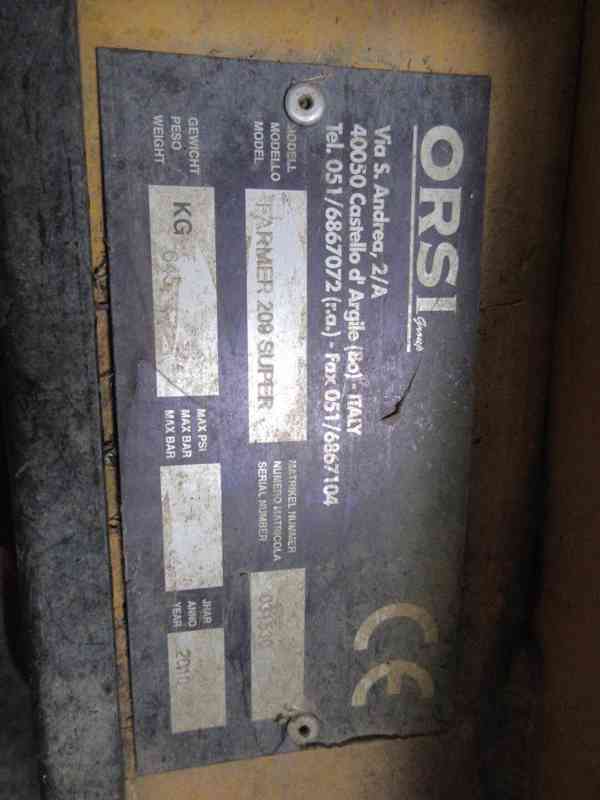 ORSI Group
Via S. Andrea, 2/A
40050 Castello d' Argile (Bo) - ITALY
Tel. 051/6867072 (r.a.) - Fax 051/6867104
CE
MODELL
MODELLO
MODEL
FARMER 209 SUPER
MATRIKEL NUMMER
NUMERO MATRICOLA
SERIAL NUMBER
GEWICHT
PESO
WEIGHT
KG 645
MAX PSI
MAX BAR
MAX BAR
JHAR
ANNO
YEAR
2010